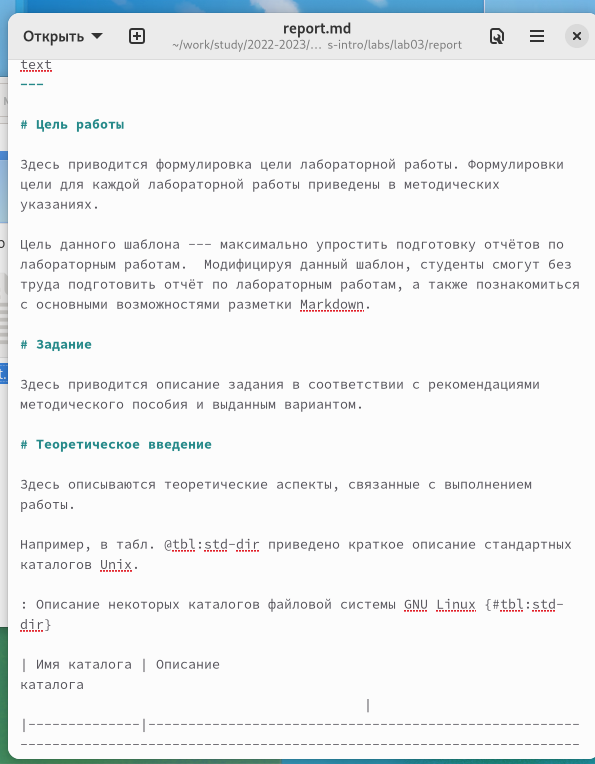 Открыть
report.md
~/work/study/2022-2023/... s-intro/labs/lab03/report
text
---
# Цель работы
Здесь приводится формулировка цели лабораторной работы. Формулировки
цели для каждой лабораторной работы приведены в методических
указаниях.
Цель данного шаблона --- максимально упростить подготовку отчётов по
лабораторным работам.  Модифицируя данный шаблон, студенты смогут без
труда подготовить отчёт по лабораторным работам, а также познакомиться
с основными возможностями разметки Markdown.
# Задание
Здесь приводится описание задания в соответствии с рекомендациями
методического пособия и выданным вариантом.
# Теоретическое введение
Здесь описываются теоретические аспекты, связанные с выполнением
работы.
Например, в табл. @tbl:std-dir приведено краткое описание стандартных
каталогов Unix.
: Описание некоторых каталогов файловой системы GNU Linux {#tbl:std-
dir}
| Имя каталога | Описание
каталога
|
|--------------|------------------------------------------------------
----------------------------------------------------------------------